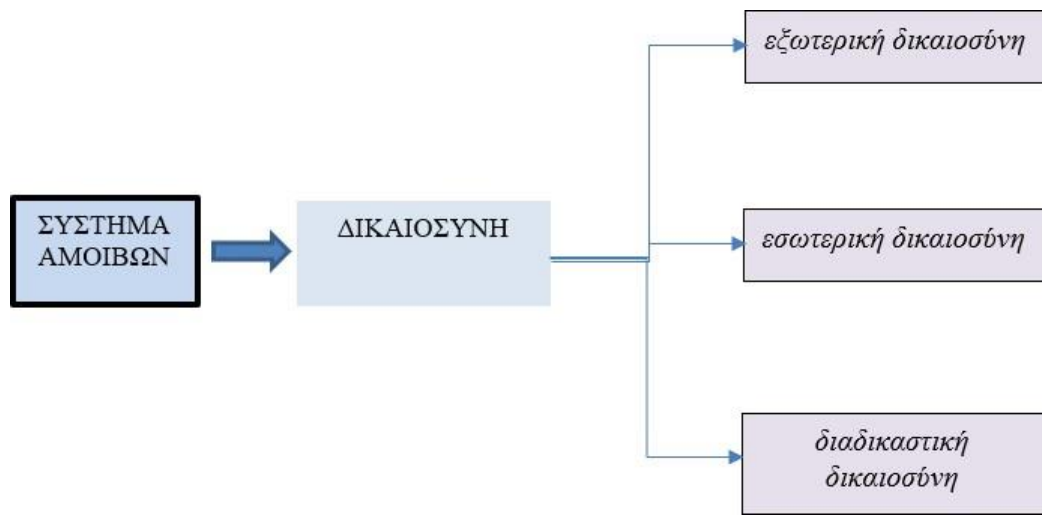 ΣΥΣΤΗΜΑ
ΑΜΟΙΒΩΝ
ΔΙΚΑΙΟΣΥΝΗ
εξωτερική δικαιοσύνη
εσωτερική δικαιοσύνη
διαδικαστική
δικαιοσύνη